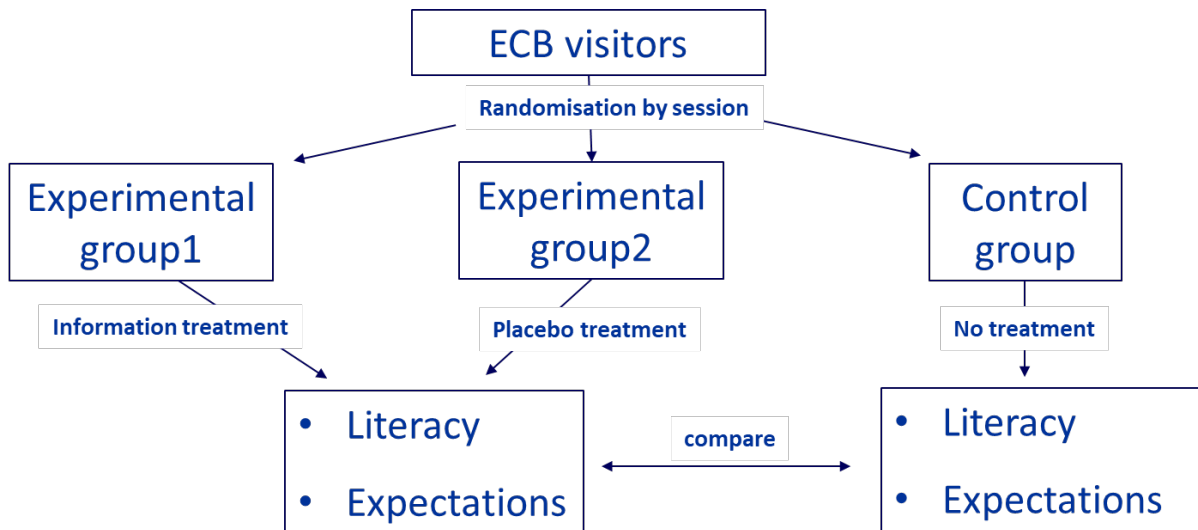 ECB visitors
Randomisation by session
Experimental
group1
Experimental
group2
Control
group
Information treatment
Placebo treatment
No treatment
• Literacy
• Expectations
compare
• Literacy
• Expectations